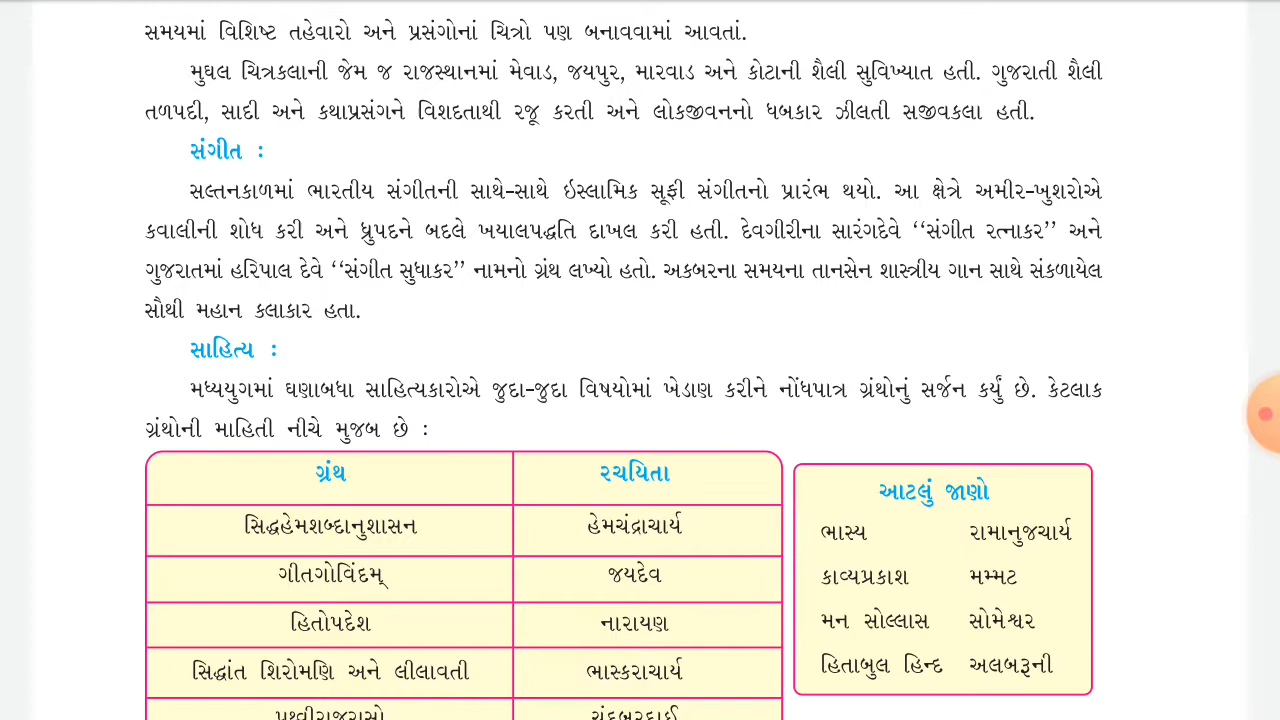 સમયમાં વિશિષ્ટ તહેવારો અને પ્રસંગોનાં ચિત્રો પણ બનાવવામાં આવતાં.
મુઘલ ચિત્રકલાની જેમ જ રાજસ્થાનમાં મેવાડ, જયપુર, મારવાડ અને કોટાની શૈલી સુવિખ્યાત હતી. ગુજરાતી શૈલી
તળપદી, સાદી અને કથાપ્રસંગને વિશદતાથી રજૂ કરતી અને લોકજીવનનો ધબકાર ઝીલતી સજીવકલા હતી.
સંગીત :
સલ્તનકાળમાં ભારતીય સંગીતની સાથે-સાથે ઇસ્લામિક સૂફી સંગીતનો પ્રારંભ થયો. આ ક્ષેત્રે અમીર-ખુશરોએ
કવાલીની શોધ કરી અને ધ્રુપદને બદલે ખયાલપદ્ધતિ દાખલ કરી હતી. દેવગીરીના સારંગદેવે ‘‘સંગીત રત્નાકર’’ અને
ગુજરાતમાં હરિપાલ દેવે ‘‘સંગીત સુધાકર’’ નામનો ગ્રંથ લખ્યો હતો. અકબરના સમયના તાનસેન શાસ્ત્રીય ગાન સાથે સંકળાયેલ
સૌથી મહાન કલાકાર હતા.
સાહિત્ય :
મધ્યયુગમાં ઘણાબધા સાહિત્યકારોએ જુદા-જુદા વિષયોમાં ખેડાણ કરીને નોંધપાત્ર ગ્રંથોનું સર્જન કર્યું છે. કેટલાક
ગ્રંથોની માહિતી નીચે મુજબ છે :
ગ્રંથ રચયિતા
સિદ્ધહેમશબ્દાનુશાસન હેમચંદ્રાચાર્ય
ગીતગોવિંદમ્ જયદેવ
હિતોપદેશ નારાયણ
સિદ્ધાંત શિરોમણિ અને લીલાવતી ભાસ્કરાચાર્ય
પૃથ્વીરાજરાસો ચંદબરદાઈ
આટલું જાણો
ભાસ્ય રામાનુજચાર્ય
કાવ્યપ્રકાશ મમ્મટ
મન સોલ્લાસ સોમેશ્વર
હિતાબુલ હિન્દ અલબરૂની